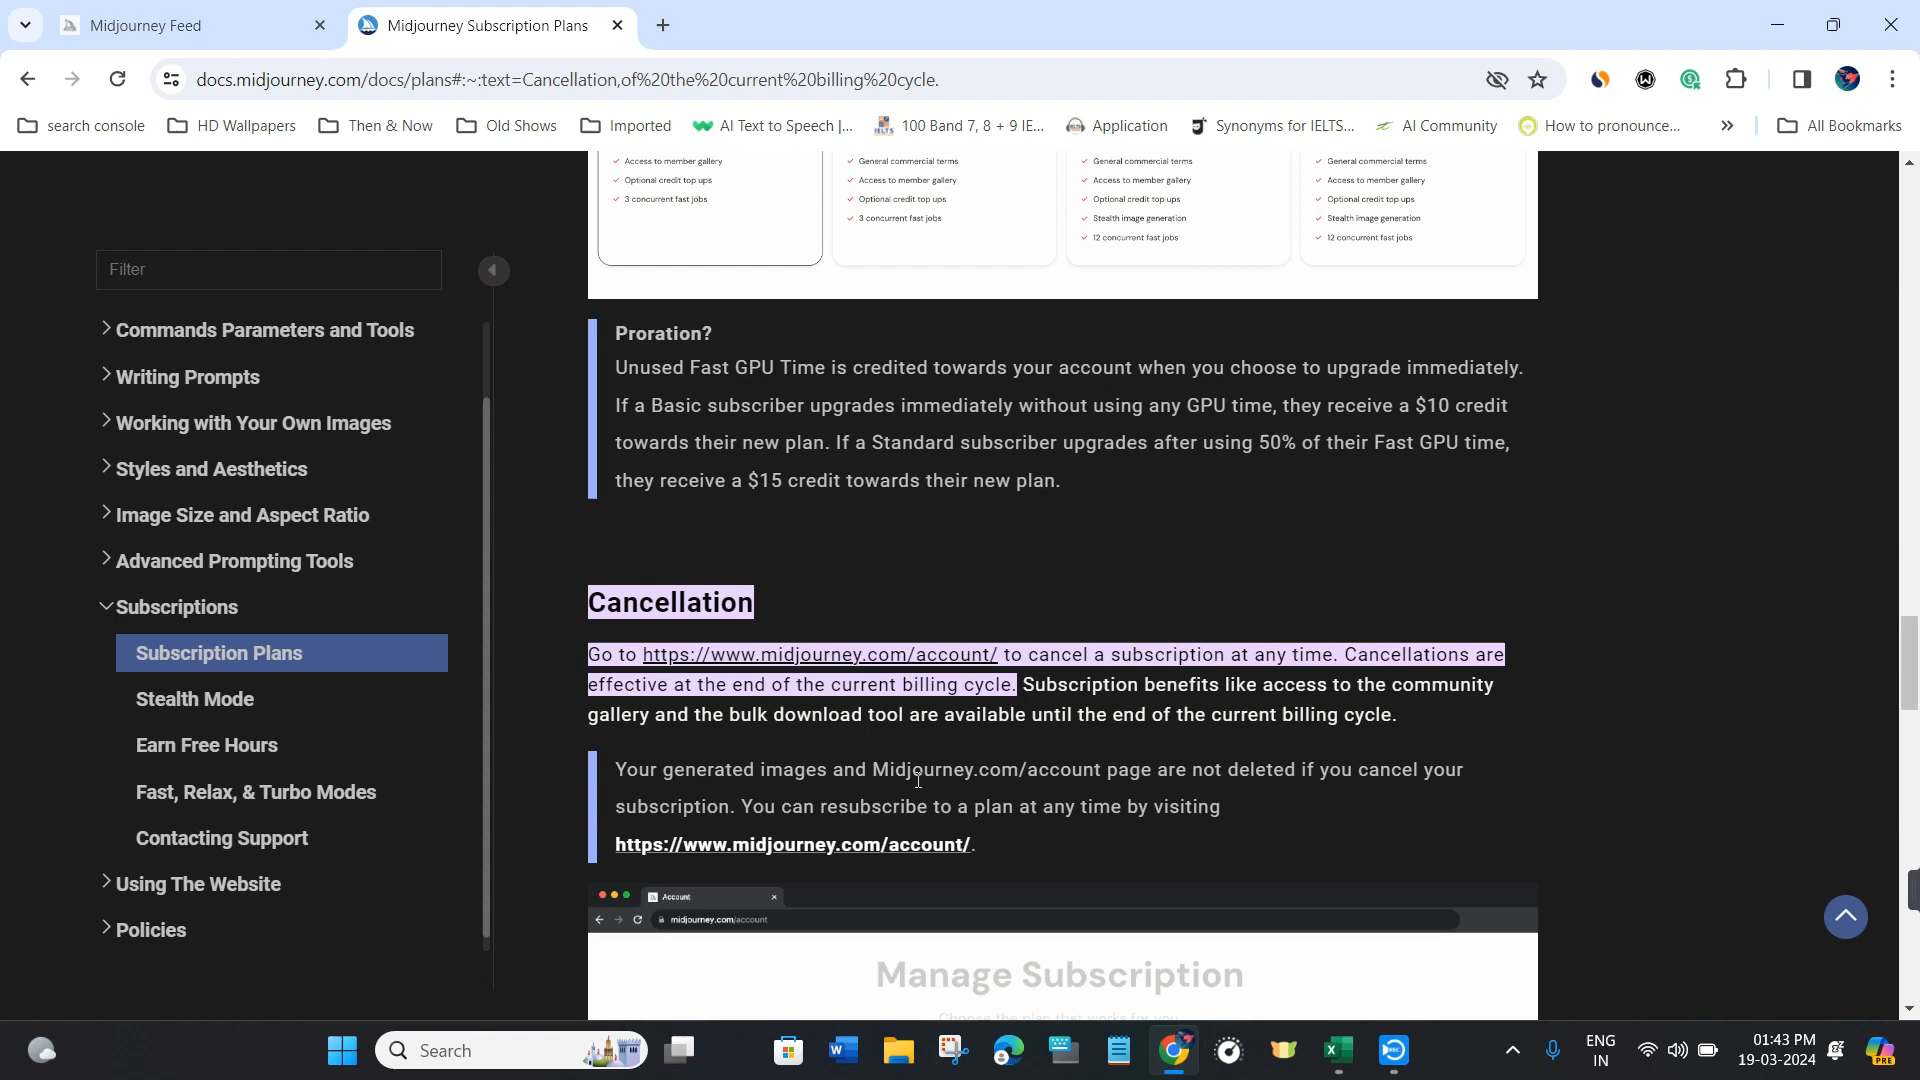 Midjourney Feed
Midjourney Subscription Plans
docs.midjourney.com/docs/plans#:~:text=Cancellation,of%20the%20current%20billing%20cycle.
search console
HD Wallpapers
Then & Now
Old Shows
Imported
AI Text to Speech |...
100 Band 7, 8 + 9 IE...
Application
Synonyms for IELTS...
AI Community
How to pronounce...
All Bookmarks
Access to member gallery
Optional credit top ups
3 concurrent fast jobs
General commercial terms
Access to member gallery
Optional credit top ups
3 concurrent fast jobs
General commercial terms
Access to member gallery
Optional credit top ups
Stealth image generation
12 concurrent fast jobs
General commercial terms
Access to member gallery
Optional credit top ups
Stealth image generation
12 concurrent fast jobs
Filter
Commands Parameters and Tools
Writing Prompts
Working with Your Own Images
Styles and Aesthetics
Image Size and Aspect Ratio
Advanced Prompting Tools
Subscriptions
Subscription Plans
Stealth Mode
Earn Free Hours
Fast, Relax, & Turbo Modes
Contacting Support
Using The Website
Policies
Proration?
Unused Fast GPU Time is credited towards your account when you choose to upgrade immediately.
If a Basic subscriber upgrades immediately without using any GPU time, they receive a $10 credit
towards their new plan. If a Standard subscriber upgrades after using 50% of their Fast GPU time,
they receive a $15 credit towards their new plan.
Cancellation
Go to https://www.midjourney.com/account/ to cancel a subscription at any time. Cancellations are
effective at the end of the current billing cycle. Subscription benefits like access to the community
gallery and the bulk download tool are available until the end of the current billing cycle.
Your generated images and Midjourney.com/account page are not deleted if you cancel your
subscription. You can resubscribe to a plan at any time by visiting
https://www.midjourney.com/account/.
Account
midjourney.com/account
Manage Subscription
Choose the plan that works for you
Search
ENG
IN
01:43 PM
19-03-2024
PRE